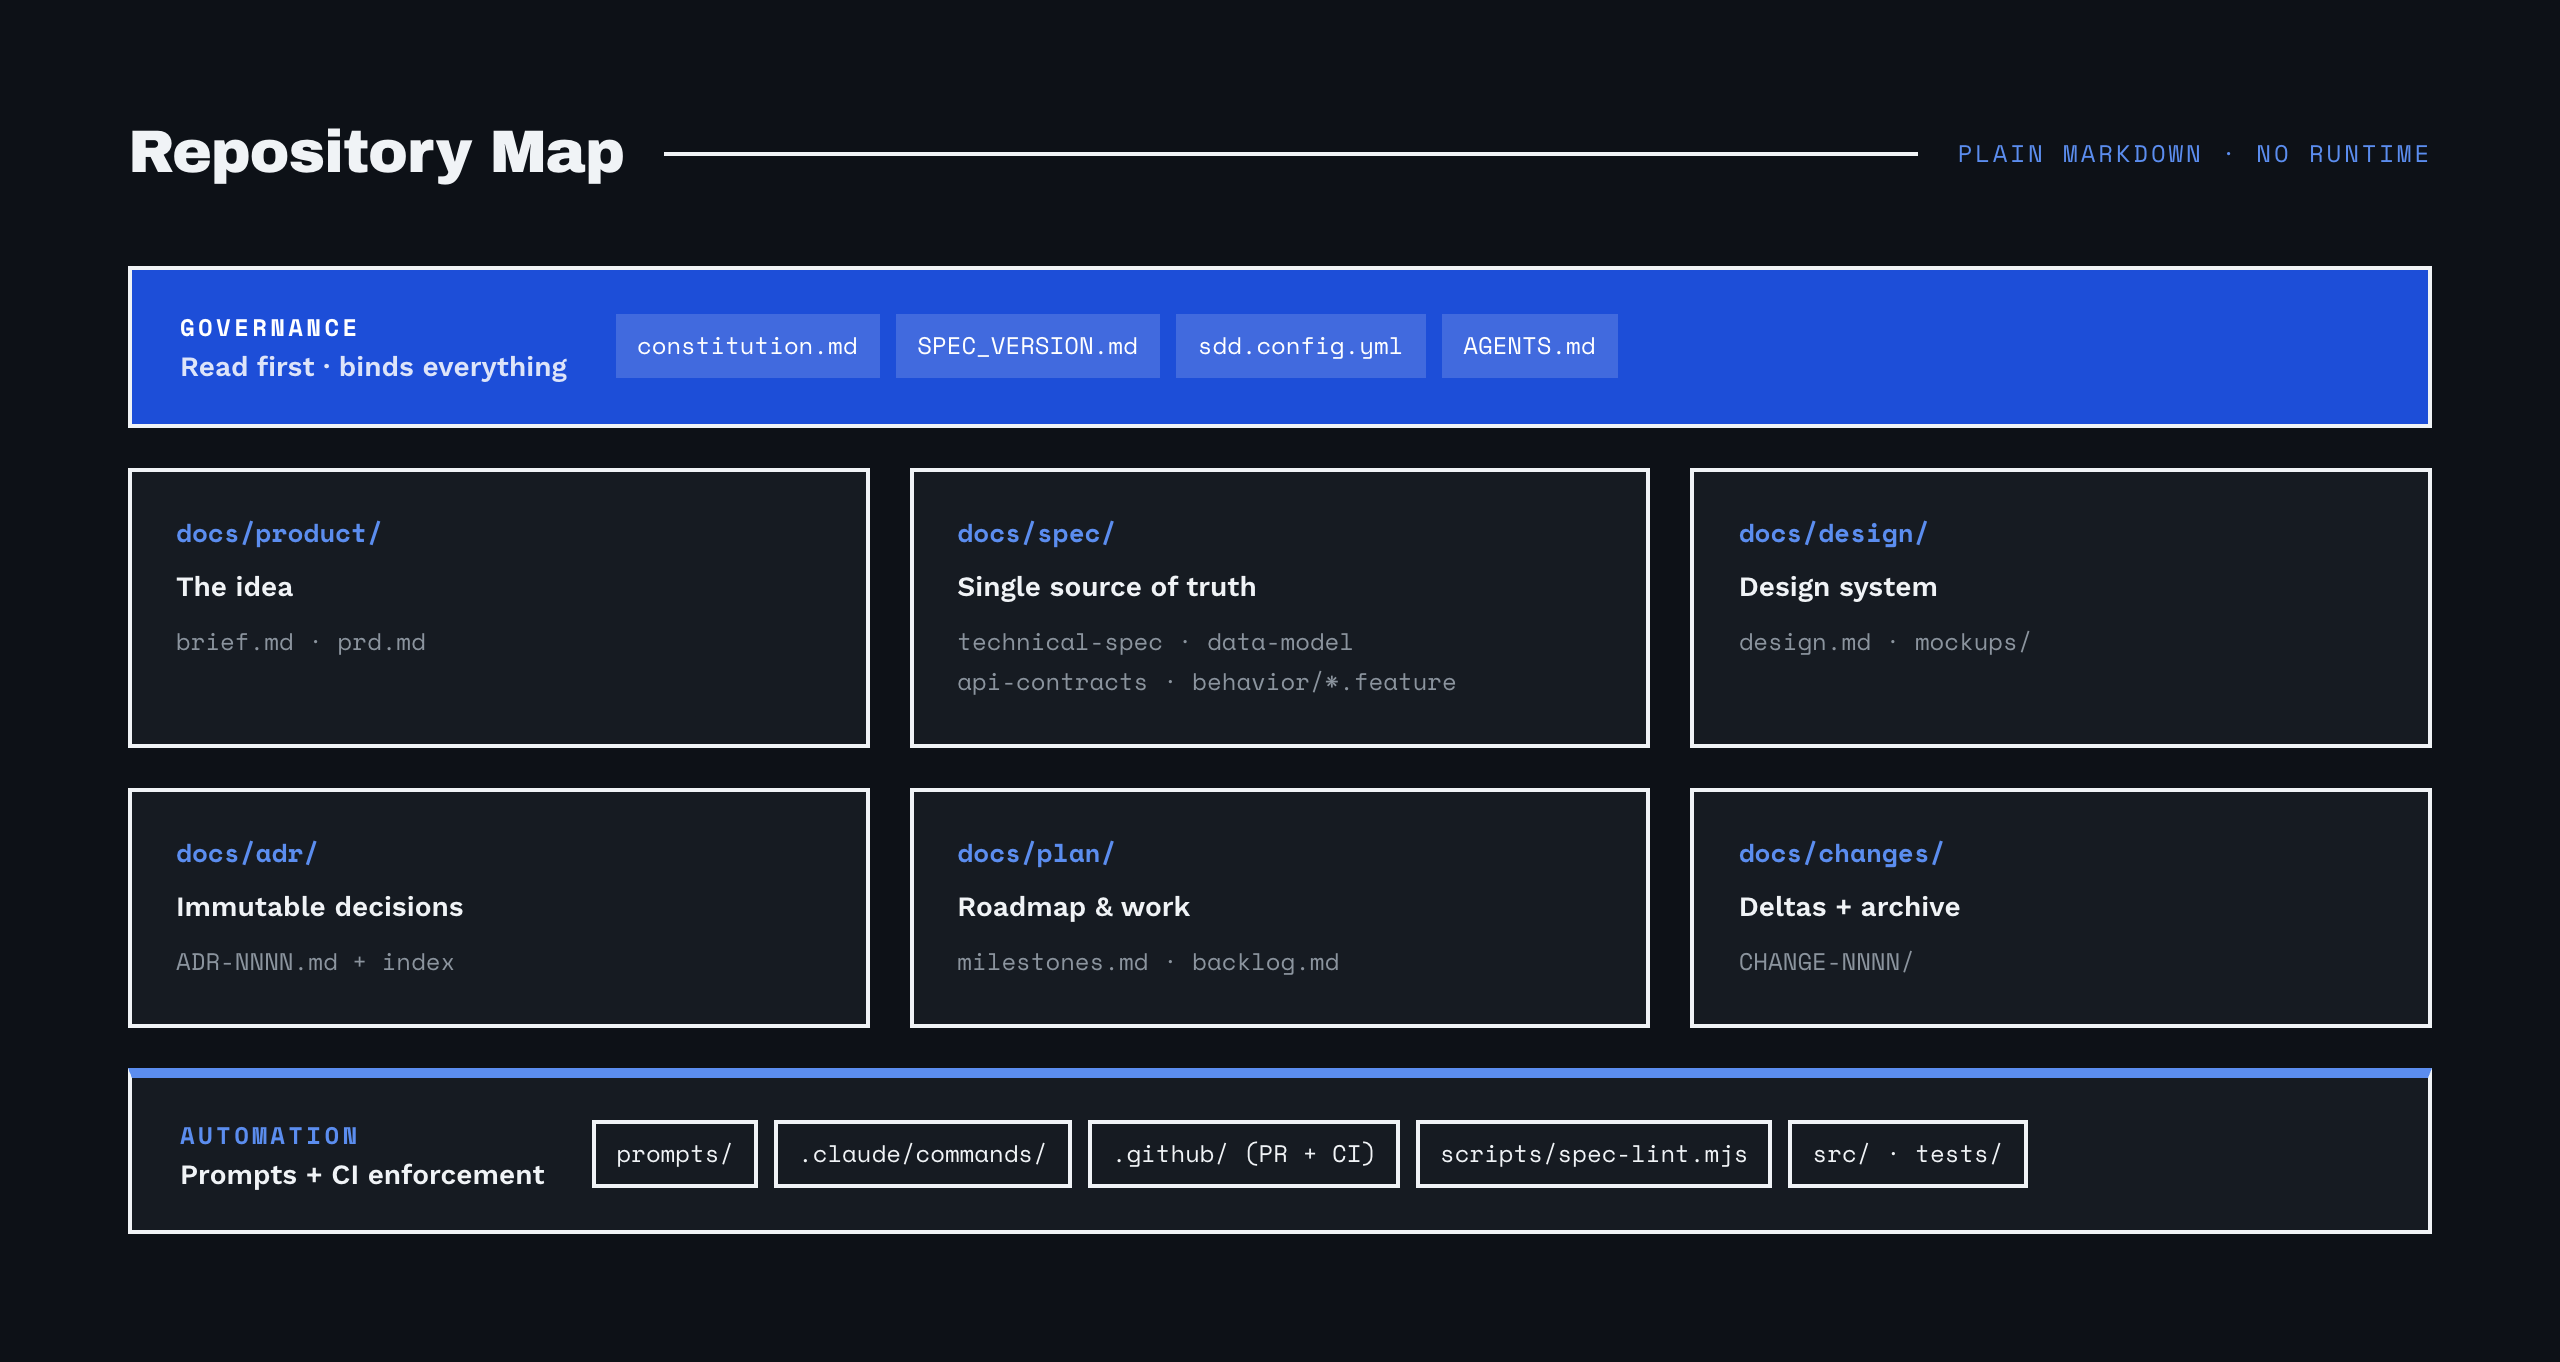 Repository Map
PLAIN MARKDOWN · NO RUNTIME
GOVERNANCE
Read first · binds everything
constitution.md
SPEC_VERSION.md
sdd.config.yml
AGENTS.md
docs/product/
The idea
brief.md · prd.md
docs/spec/
Single source of truth
technical-spec · data-model
api-contracts · behavior/*.feature
docs/design/
Design system
design.md · mockups/
docs/adr/
Immutable decisions
ADR-NNNN.md + index
docs/plan/
Roadmap & work
milestones.md · backlog.md
docs/changes/
Deltas + archive
CHANGE-NNNN/
AUTOMATION
Prompts + CI enforcement
prompts/
.claude/commands/
.github/ (PR + CI)
scripts/spec-lint.mjs
src/ · tests/